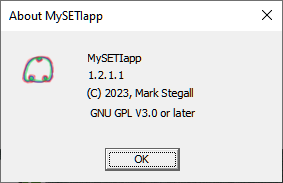 About MySETIapp
MySETIapp
1.2.1.1
(C) 2023, Mark Stegall
GNU GPL V3.0 or later
OK